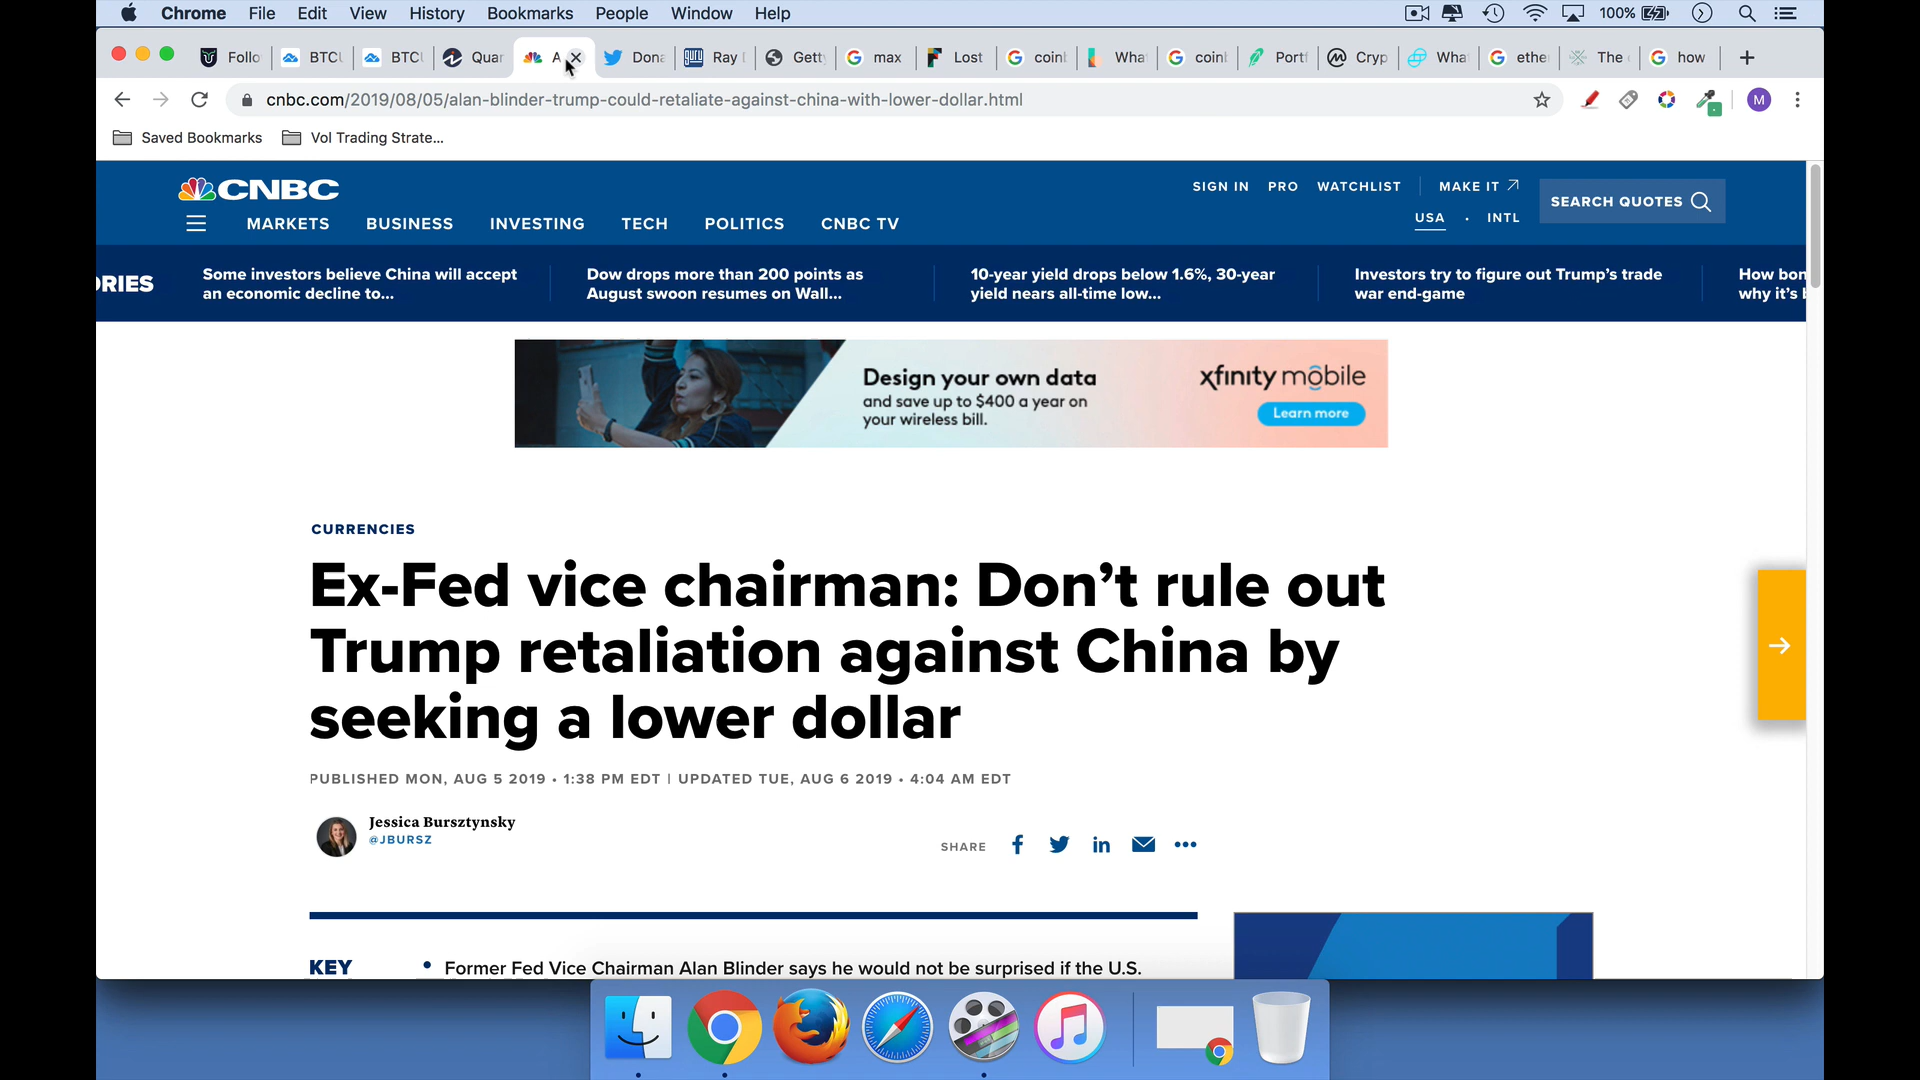 Chrome File Edit View History Bookmarks People Window Help 100%
Follo BTCU BTCU Quan A Dona Ray D Getty max Lost coinb Wha coinb Portf Cryp Wha ethe The how
cnbc.com/2019/08/05/alan-blinder-trump-could-retaliate-against-china-with-lower-dollar.html
M
Saved Bookmarks Vol Trading Strate...
CNBC
SIGN IN PRO WATCHLIST MAKE IT
SEARCH QUOTES
USA · INTL
MARKETS BUSINESS INVESTING TECH POLITICS CNBC TV
ORIES
Some investors believe China will accept
an economic decline to...
Dow drops more than 200 points as
August swoon resumes on Wall...
10-year yield drops below 1.6%, 30-year
yield nears all-time low...
Investors try to figure out Trump's trade
war end-game
How bon
why it's
Design your own data
and save up to $400 a year on
your wireless bill.
xfinity mobile
Learn more
CURRENCIES
Ex-Fed vice chairman: Don't rule out
Trump retaliation against China by
seeking a lower dollar
PUBLISHED MON, AUG 5 2019 • 1:38 PM EDT | UPDATED TUE, AUG 6 2019 • 4:04 AM EDT
Jessica Bursztynsky
@JBURSZ
SHARE
KEY
• Former Fed Vice Chairman Alan Blinder says he would not be surprised if the U.S.